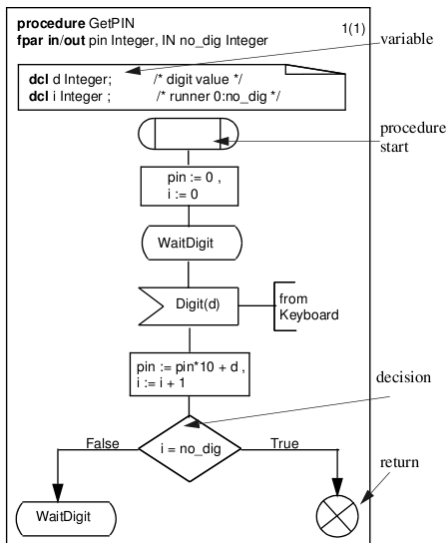 procedure GetPIN
1(1)
fpar in/out pin Integer, IN no_dig Integer
variable
dcl d Integer; /* digit value */
dcl i Integer ; /* runner 0:no_dig */
procedure
start
pin := 0 ,
i := 0
WaitDigit
Digit(d)
from
Keyboard
pin := pin*10 + d ,
i := i + 1
decision
False
i = no_dig
True
return
WaitDigit